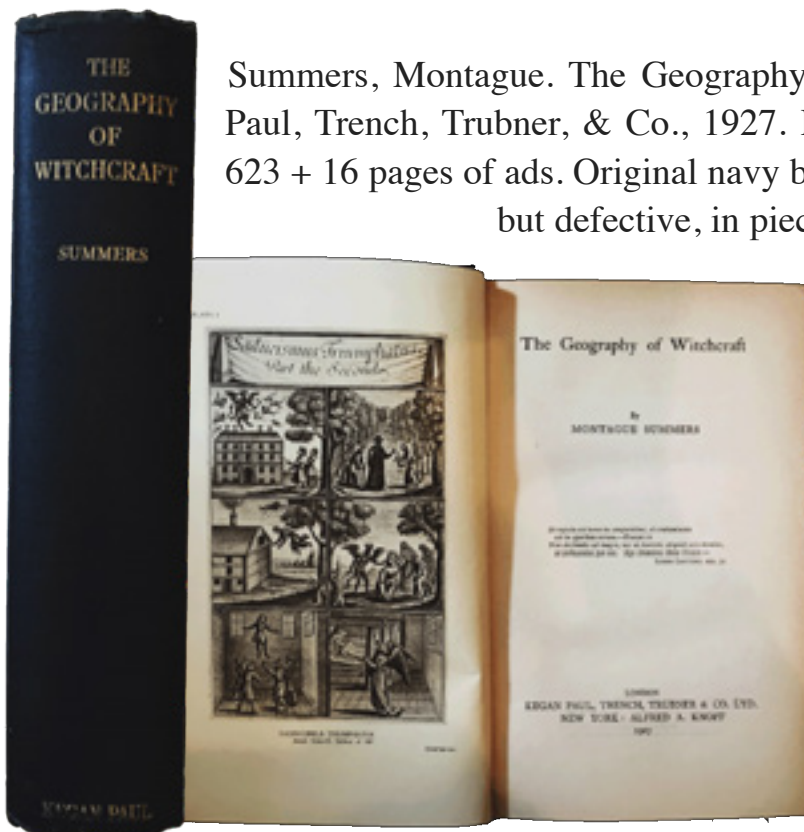 THE
GEOGRAPHY
OF
WITCHCRAFT
SUMMERS
KEGAN PAUL
Summers, Montague. The Geography
Paul, Trench, Trubner, & Co., 1927.
623 + 16 pages of ads. Original navy b
but defective, in piec
Saducismus Triumphatus
Part the Second
The Geography of Witchcraft
By
MONTAGUE SUMMERS
LONDON
KEGAN PAUL, TRENCH, TRUBNER & CO. LTD.
NEW YORK: ALFRED A. KNOPF
1927